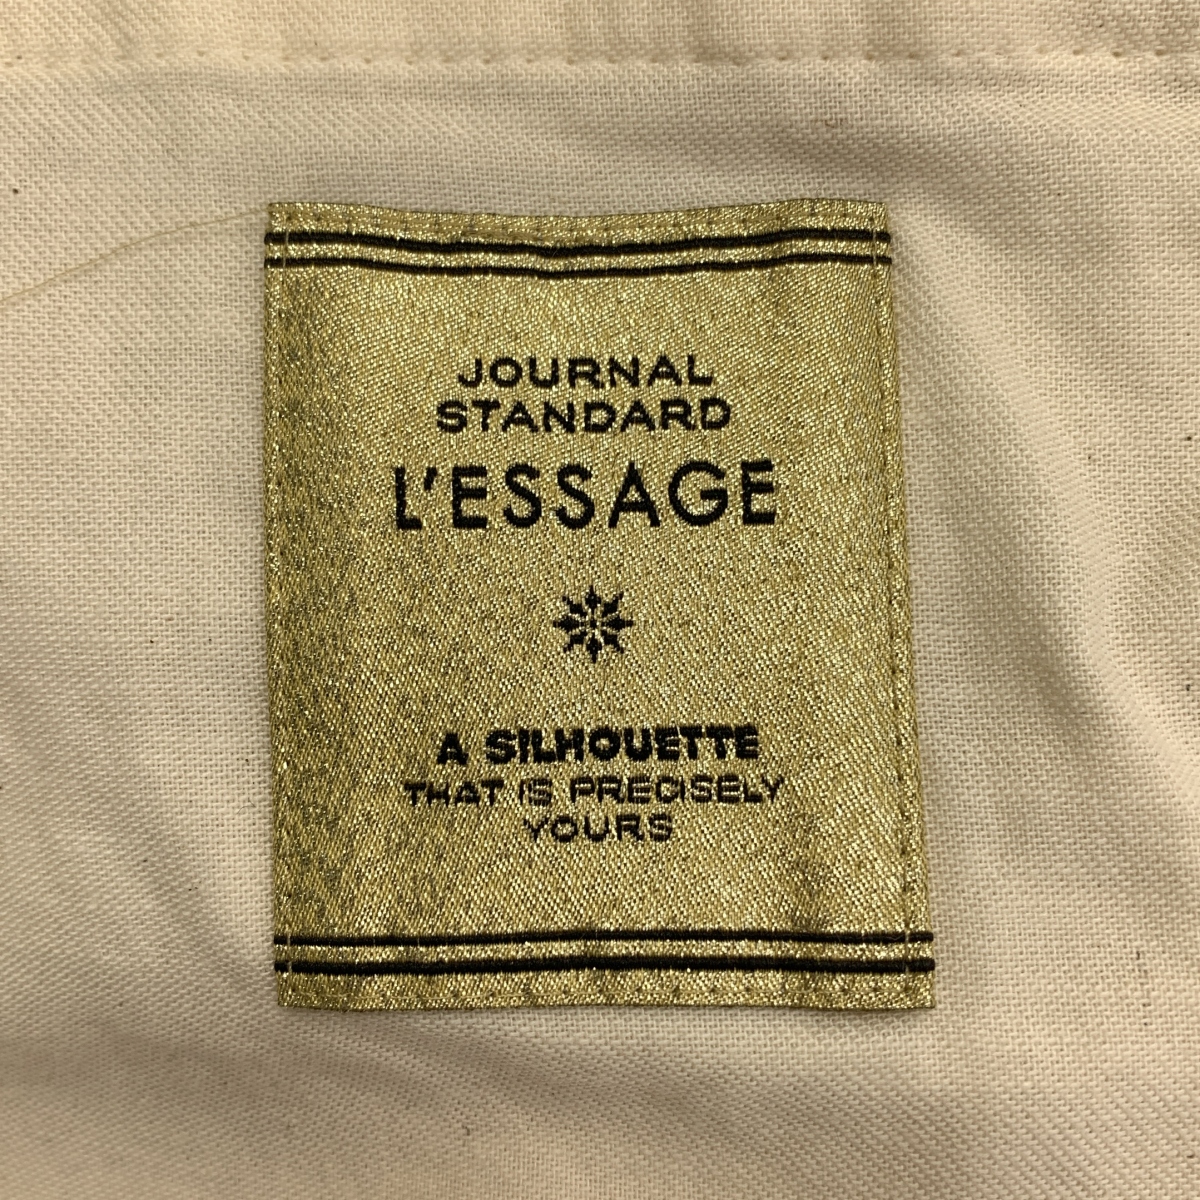 JOURNAL
STANDARD
L'ESSAGE
A SILHOUETTE
THAT IS PRECISELY
YOURS